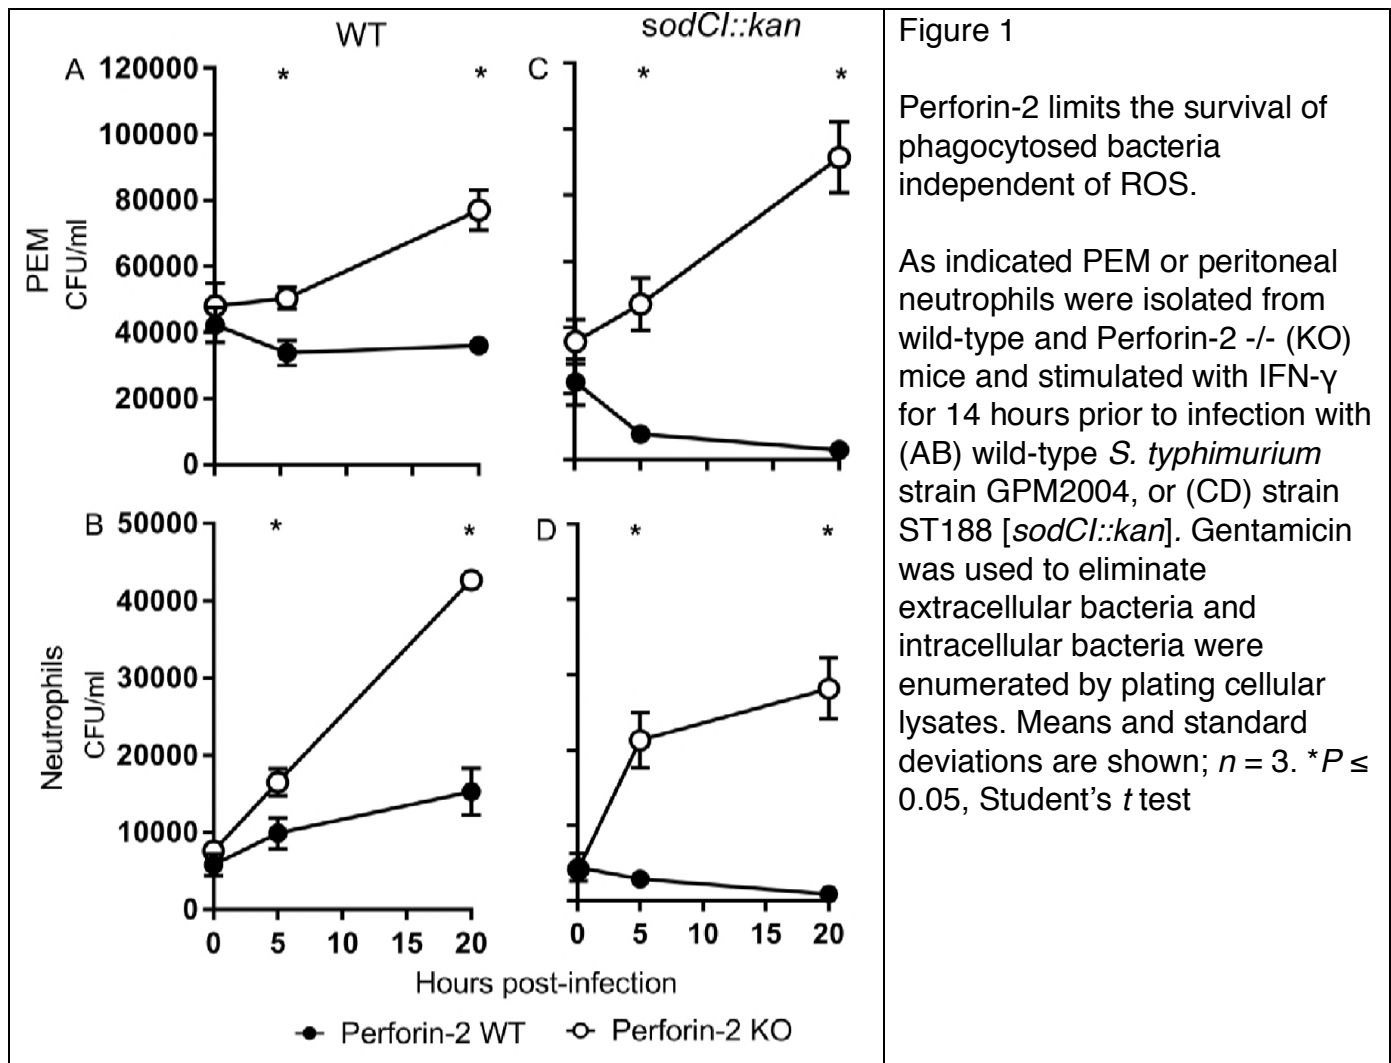 WT
sodCI::kan
A
120000
*
*
100000
80000
60000
40000
20000
0
PEM
CFU/ml
C
*
*
B
50000
*
*
40000
30000
20000
10000
0
Neutrophils
CFU/ml
0 5 10 15 20
D
*
*
0 5 10 15 20
Hours post-infection
Perforin-2 WT
Perforin-2 KO
Figure 1
Perforin-2 limits the survival of
phagocytosed bacteria
independent of ROS.
As indicated PEM or peritoneal
neutrophils were isolated from
wild-type and Perforin-2 -/- (KO)
mice and stimulated with IFN-γ
for 14 hours prior to infection with
(AB) wild-type S. typhimurium
strain GPM2004, or (CD) strain
ST188 [sodCI::kan]. Gentamicin
was used to eliminate
extracellular bacteria and
intracellular bacteria were
enumerated by plating cellular
lysates. Means and standard
deviations are shown; n = 3. *P ≤
0.05, Student’s t test